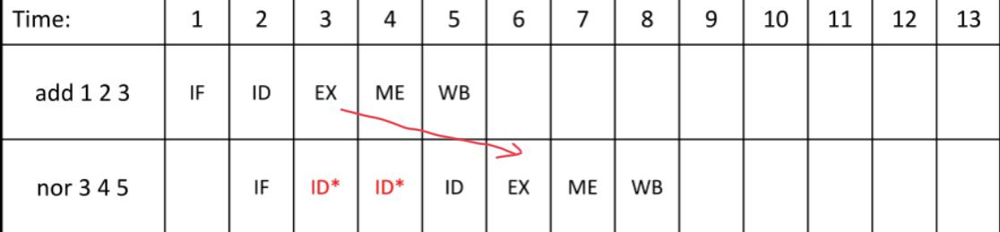 Time: 1 2 3 4 5 6 7 8 9 10 11 12 13
add 1 2 3 IF ID EX ME WB
nor 3 4 5 IF ID* ID* ID EX ME WB